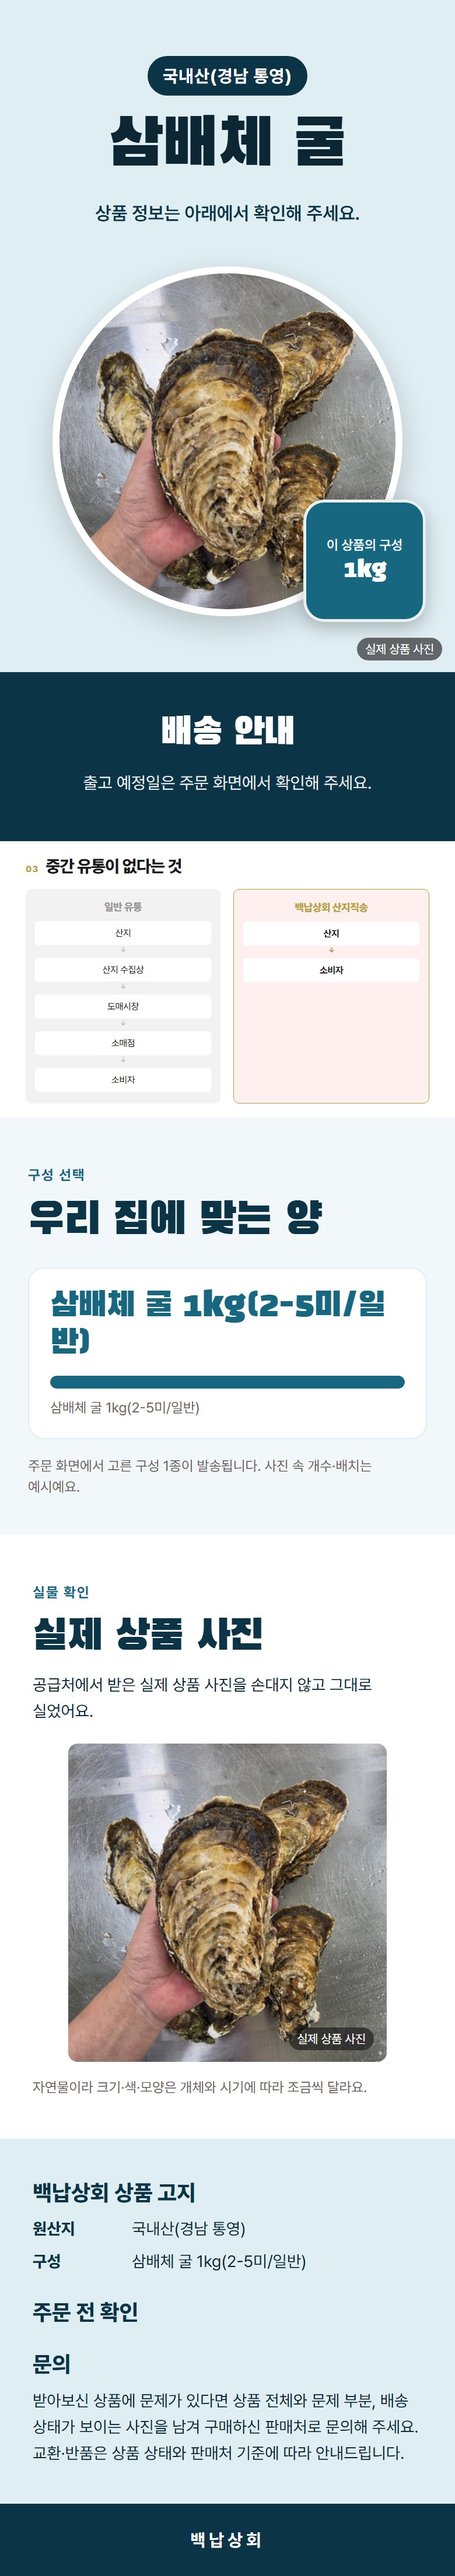 국내산(경남 통영)
삼배체 굴
상품 정보는 아래에서 확인해 주세요.
이 상품의 구성
1kg
실제 상품 사진
배송 안내
출고 예정일은 주문 화면에서 확인해 주세요.
03 중간 유통이 없다는 것
일반 유통
산지
↓
산지 수집상
↓
도매시장
↓
소매점
↓
소비자
백납상회 산지직송
산지
↓
소비자
구성 선택
우리 집에 맞는 양
삼배체 굴 1kg(2-5미/일
반)
삼배체 굴 1kg(2-5미/일반)
주문 화면에서 고른 구성 1종이 발송됩니다. 사진 속 개수·배치는
예시예요.
실물 확인
실제 상품 사진
공급처에서 받은 실제 상품 사진을 손대지 않고 그대로
실었어요.
실제 상품 사진
자연물이라 크기·색·모양은 개체와 시기에 따라 조금씩 달라요.
백납상회 상품 고지
원산지 국내산(경남 통영)
구성 삼배체 굴 1kg(2-5미/일반)
주문 전 확인
문의
받아보신 상품에 문제가 있다면 상품 전체와 문제 부분, 배송
상태가 보이는 사진을 남겨 구매하신 판매처로 문의해 주세요.
교환·반품은 상품 상태와 판매처 기준에 따라 안내드립니다.
백납상회